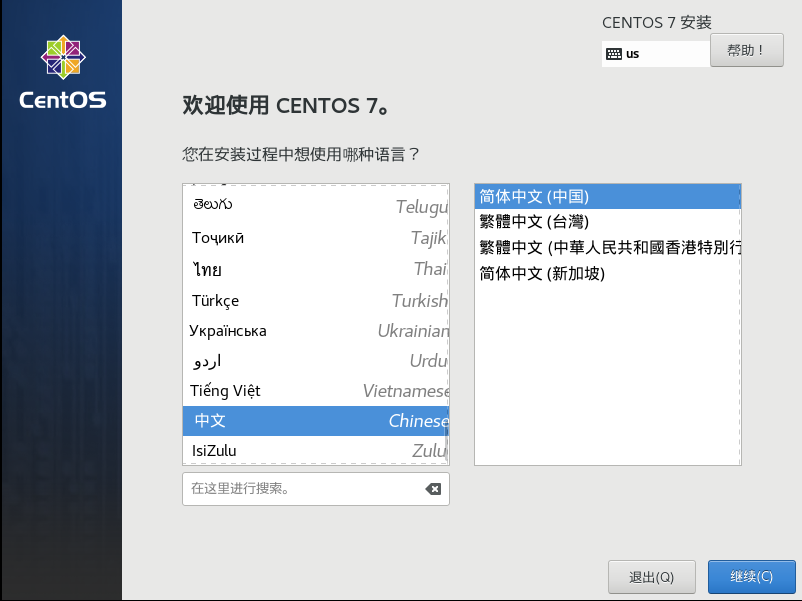 CENTOS 7 安装
us
帮助！
CentOS
欢迎使用 CENTOS 7。
您在安装过程中想使用哪种语言？
తెలుగు Telugu
Тоҷикӣ Tajik
ไทย Thai
Türkçe Turkish
Українська Ukrainian
اردو Urdu
Tiếng Việt Vietnamese
中文 Chinese
IsiZulu Zulu
简体中文 (中国)
繁體中文 (台灣)
繁體中文 (中華人民共和國香港特別行
简体中文 (新加坡)
在这里进行搜索。
退出(Q)
继续(C)